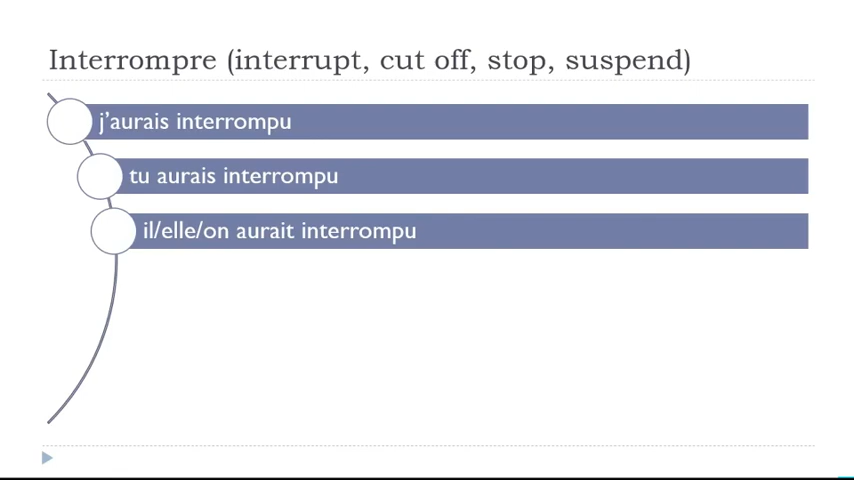 Interrompre (interrupt, cut off, stop, suspend)
j'aurais interrompu
tu aurais interrompu
il/elle/on aurait interrompu